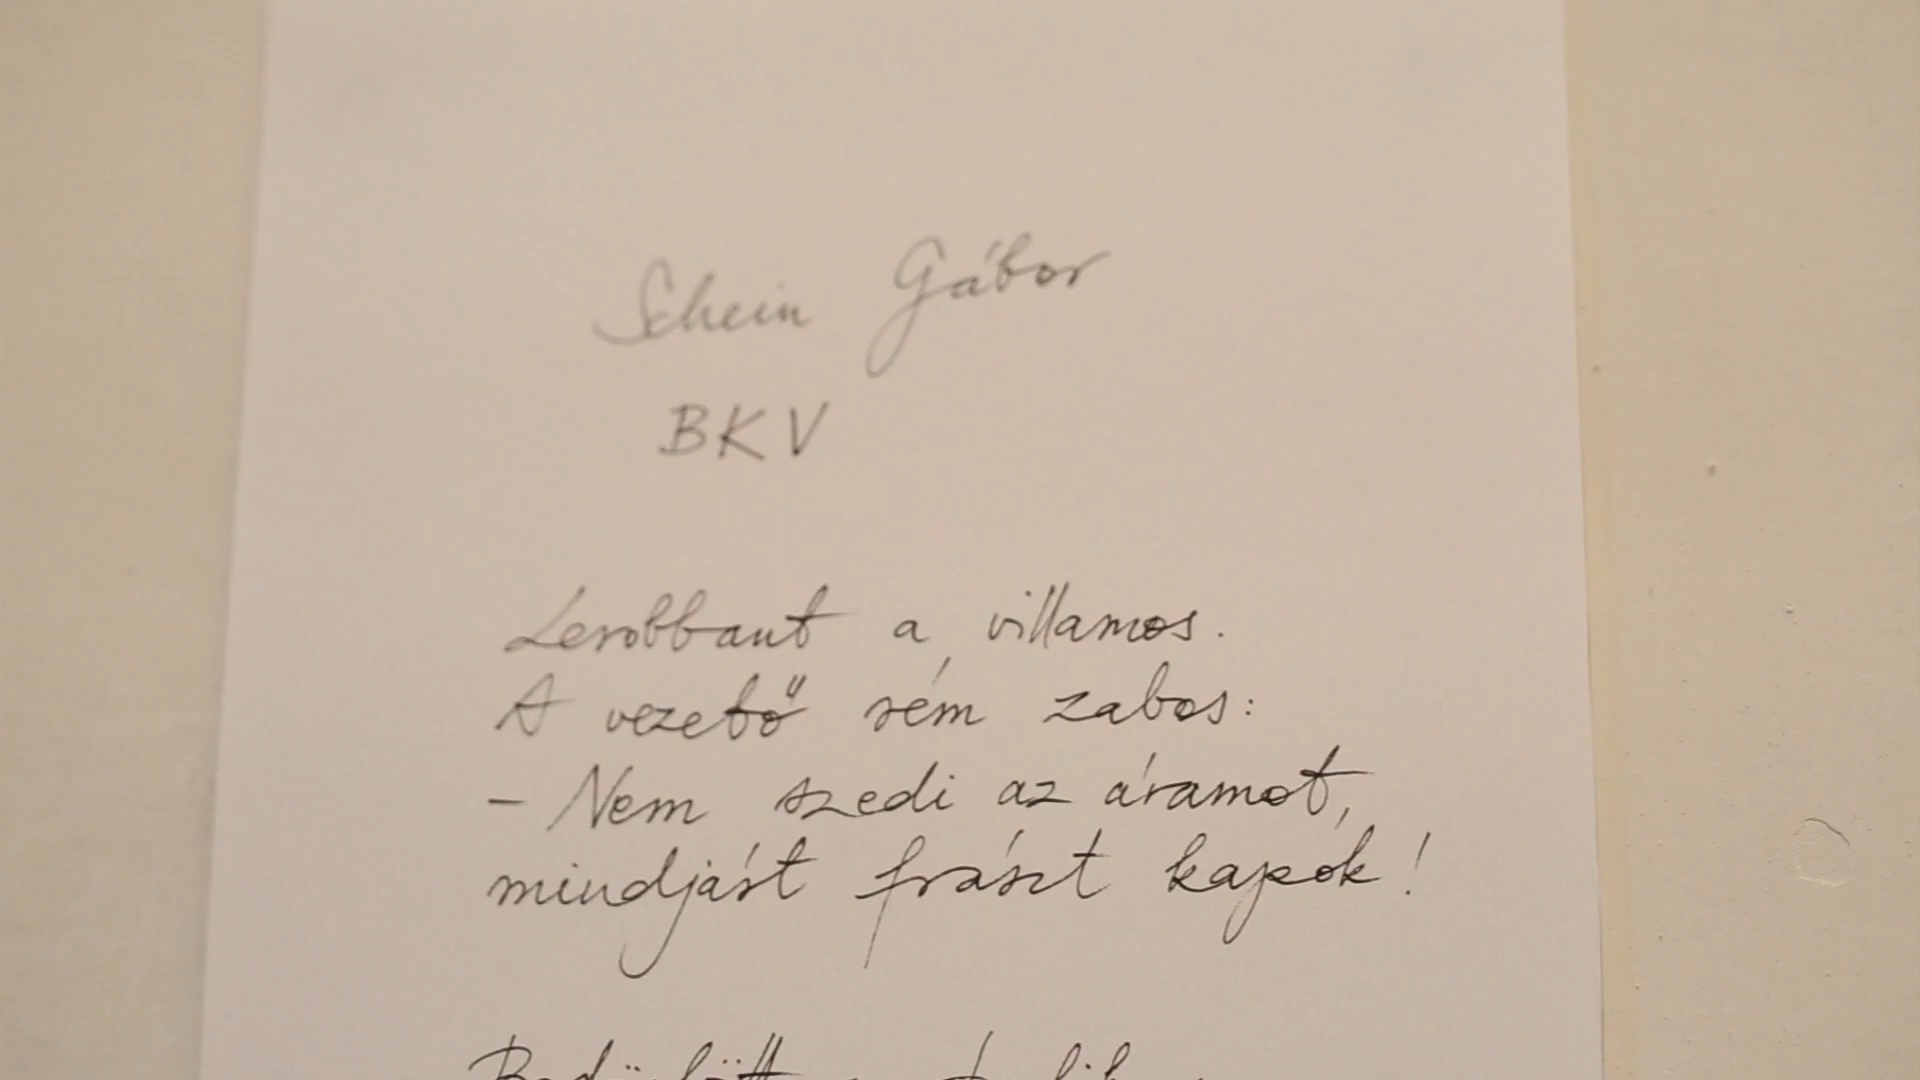 Schein Gábor
BKV
Lerobbant a villamos.
A vezető rém zabos:
– Nem szedi az áramot,
mindjárt frászt kapok!